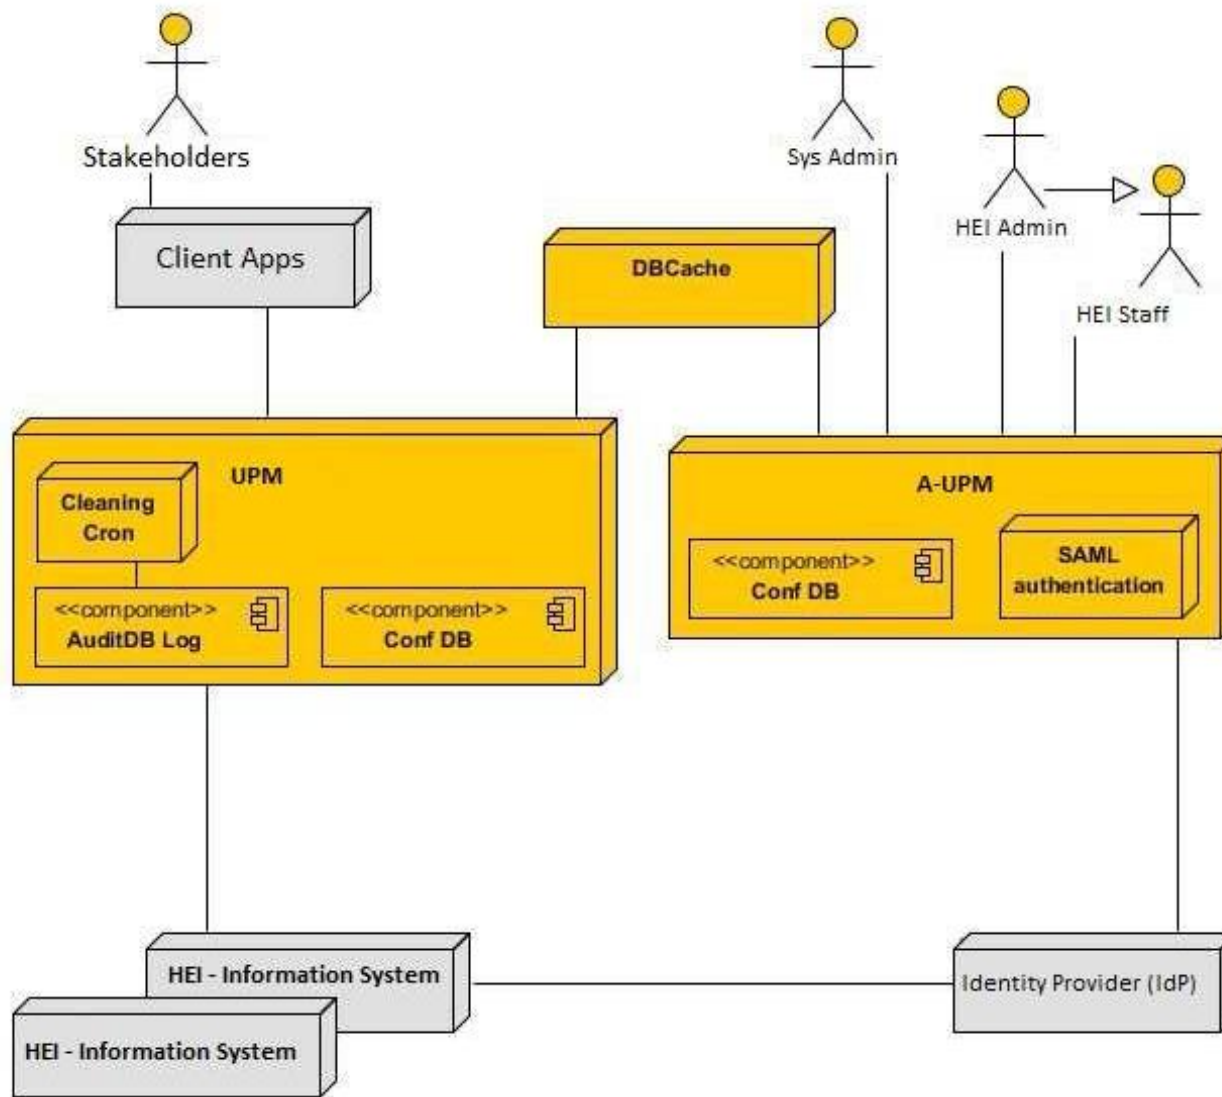 Stakeholders
Sys Admin
HEI Admin
HEI Staff
Client Apps
DBCache
UPM
Cleaning
Cron
<<component>>
AuditDB Log
<<component>>
Conf DB
A-UPM
<<component>>
Conf DB
SAML
authentication
HEI - Information System
HEI - Information System
Identity Provider (IdP)